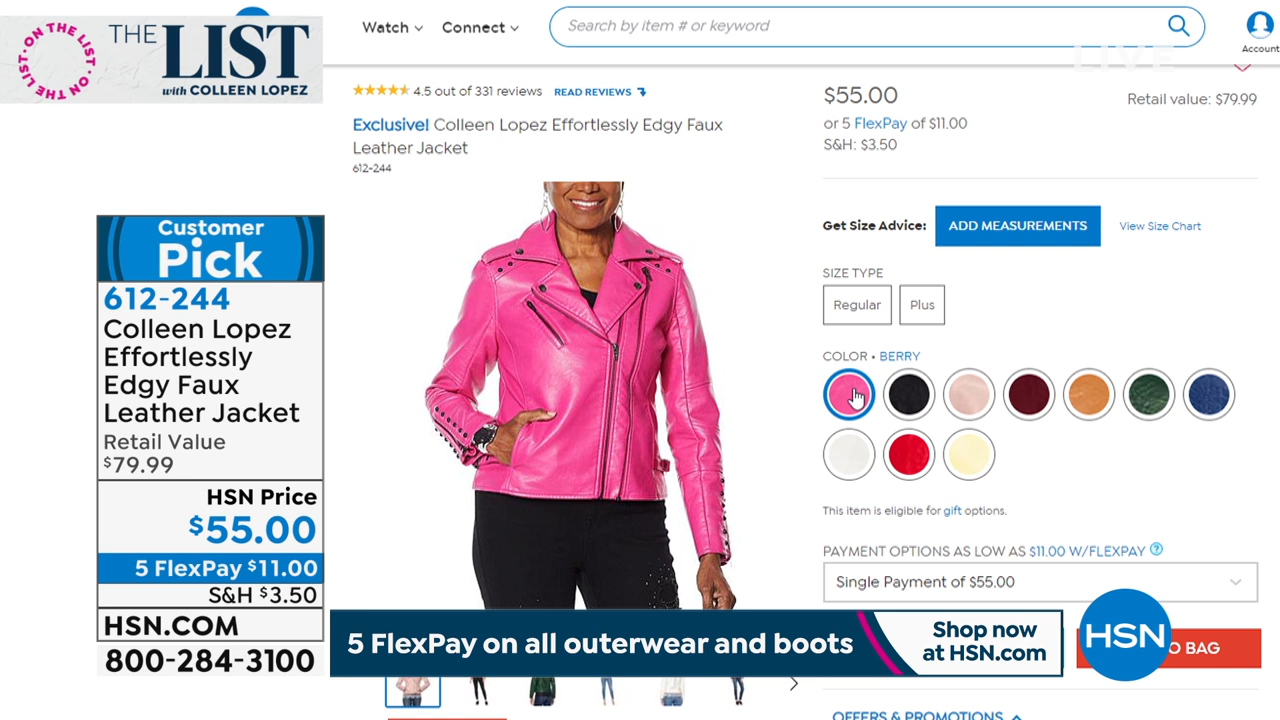 ON THE LIST • ON THE LIST •
THE
LIST
with COLLEEN LOPEZ
Watch
Connect
Search by item # or keyword
Account
LIVE
4.5 out of 331 reviews
READ REVIEWS
Exclusive! Colleen Lopez Effortlessly Edgy Faux
Leather Jacket
612-244
$55.00
Retail value: $79.99
or 5 FlexPay of $11.00
S&H: $3.50
Get Size Advice:
ADD MEASUREMENTS
View Size Chart
SIZE TYPE
Regular
Plus
COLOR • BERRY
This item is eligible for gift options.
PAYMENT OPTIONS AS LOW AS $11.00 W/FLEXPAY ?
Single Payment of $55.00
Customer
Pick
612-244
Colleen Lopez
Effortlessly
Edgy Faux
Leather Jacket
Retail Value
$79.99
HSN Price
$55.00
5 FlexPay $11.00
S&H $3.50
HSN.COM
800-284-3100
5 FlexPay on all outerwear and boots
Shop now
at HSN.com
HSN
O BAG
OFFERS & PROMOTIONS